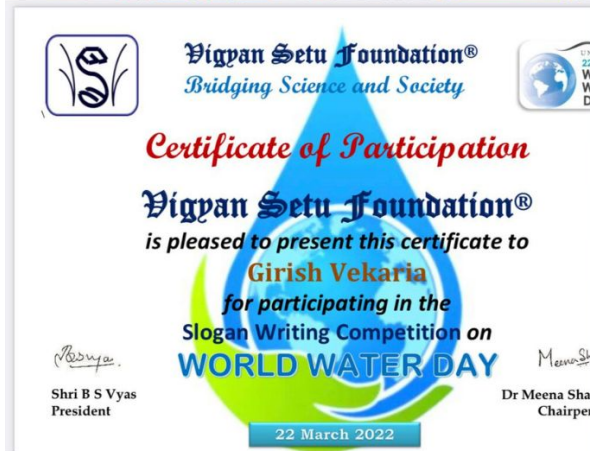 Vigyan Setu Foundation®
Bridging Science and Society
Certificate of Participation
Vigyan Setu Foundation®
is pleased to present this certificate to
Girish Vekaria
for participating in the
Slogan Writing Competition on
WORLD WATER DAY
Shri B S Vyas
President
Dr Meena
22 March 2022